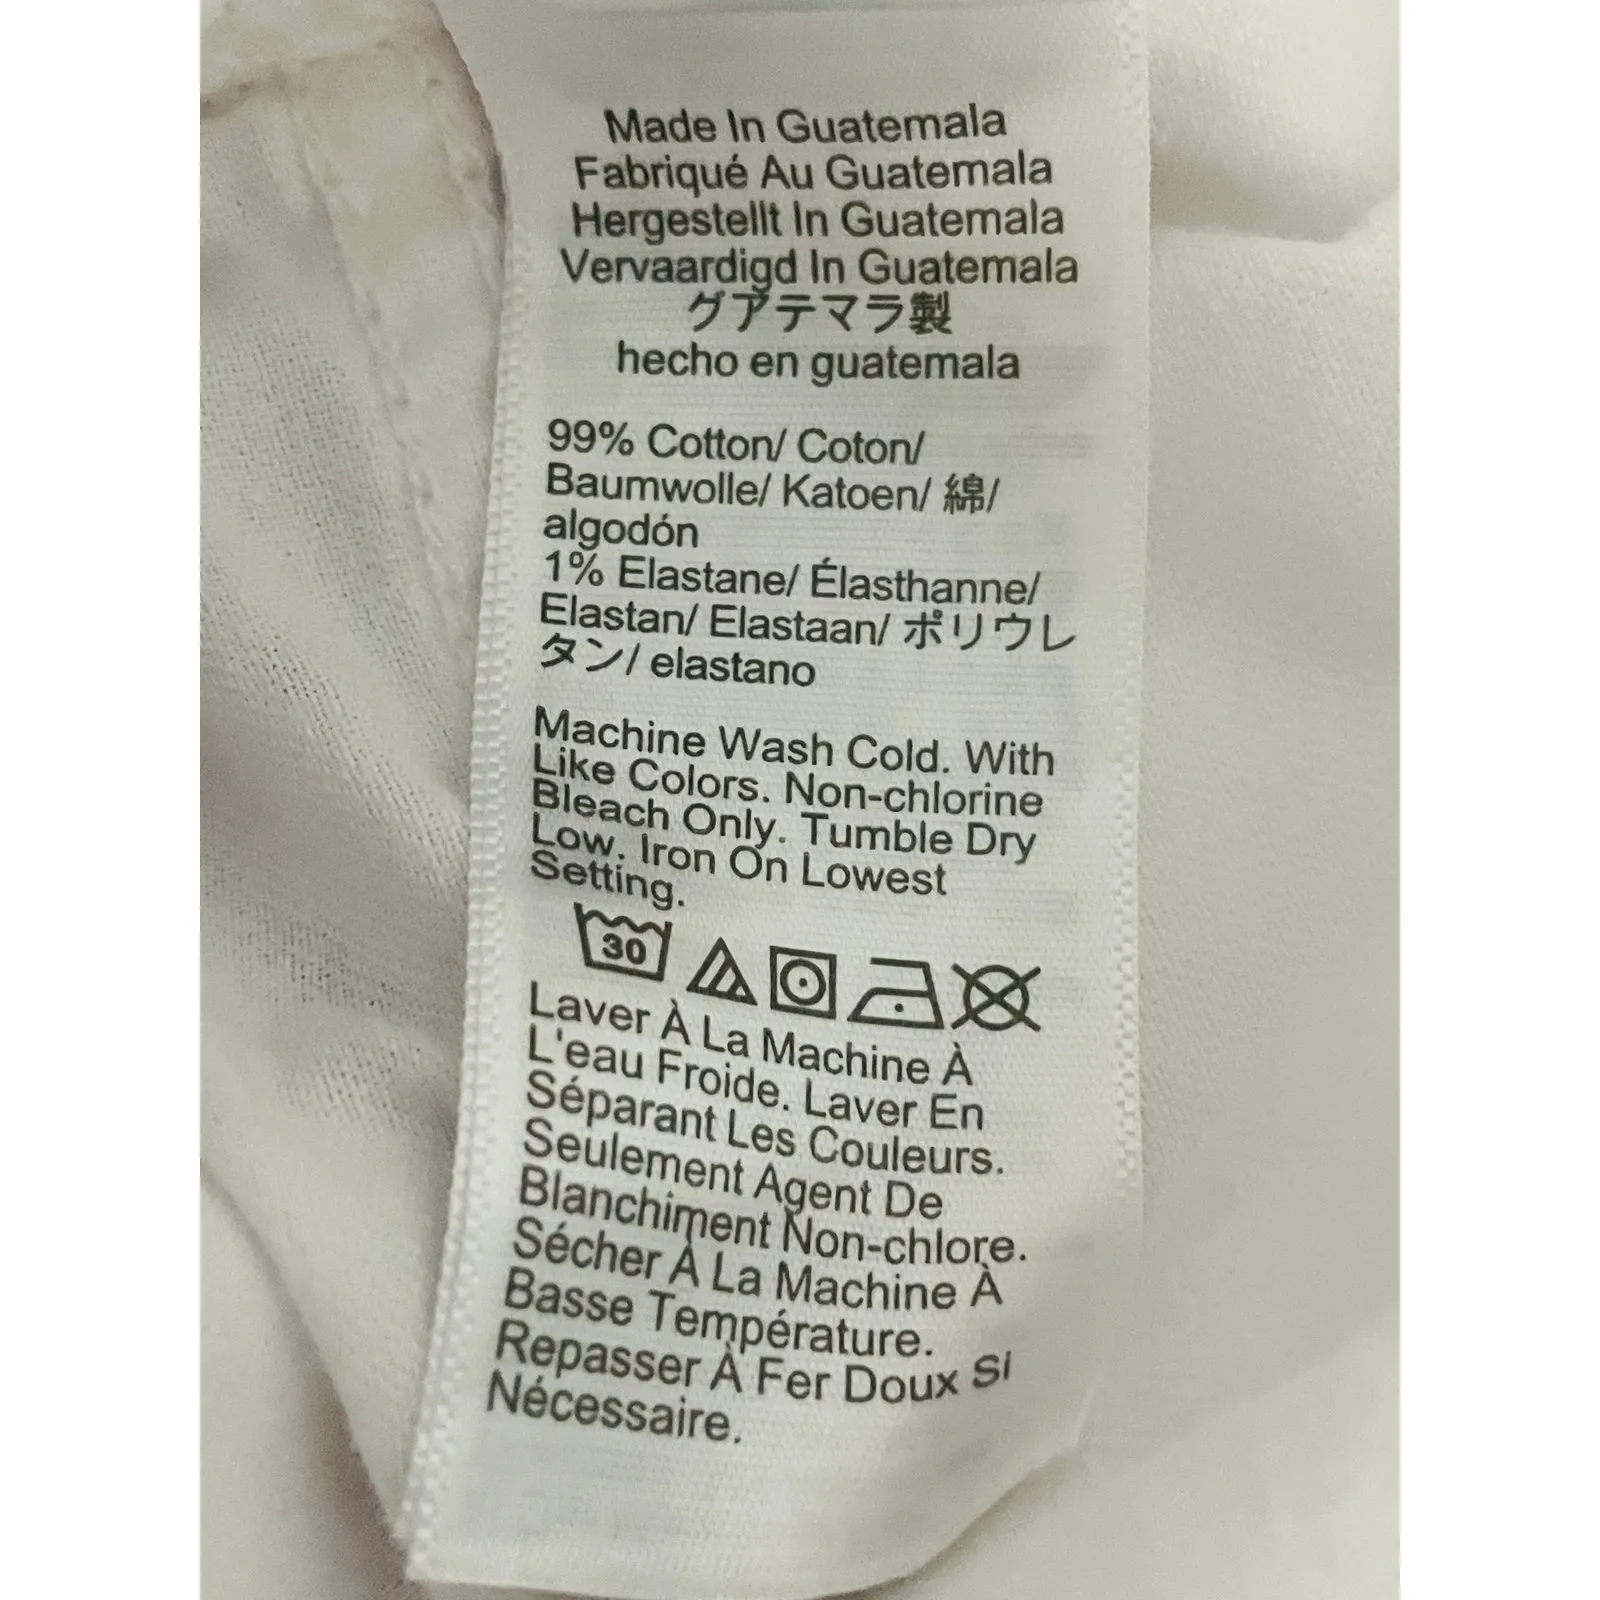 Made In Guatemala
Fabriqué Au Guatemala
Hergestellt In Guatemala
Vervaardigd In Guatemala
グアテマラ製
hecho en guatemala
99% Cotton/ Coton/
Baumwolle/ Katoen/ 綿/
algodón
1% Elastane/ Élasthanne/
Elastan/ Elastaan/ ポリウレ
タン/ elastano
Machine Wash Cold. With
Like Colors. Non-chlorine
Bleach Only. Tumble Dry
Low. Iron On Lowest
Setting.
30
Laver À La Machine À
L'eau Froide. Laver En
Séparant Les Couleurs.
Seulement Agent De
Blanchiment Non-chlore.
Sécher À La Machine À
Basse Température.
Repasser À Fer Doux Si
Nécessaire.